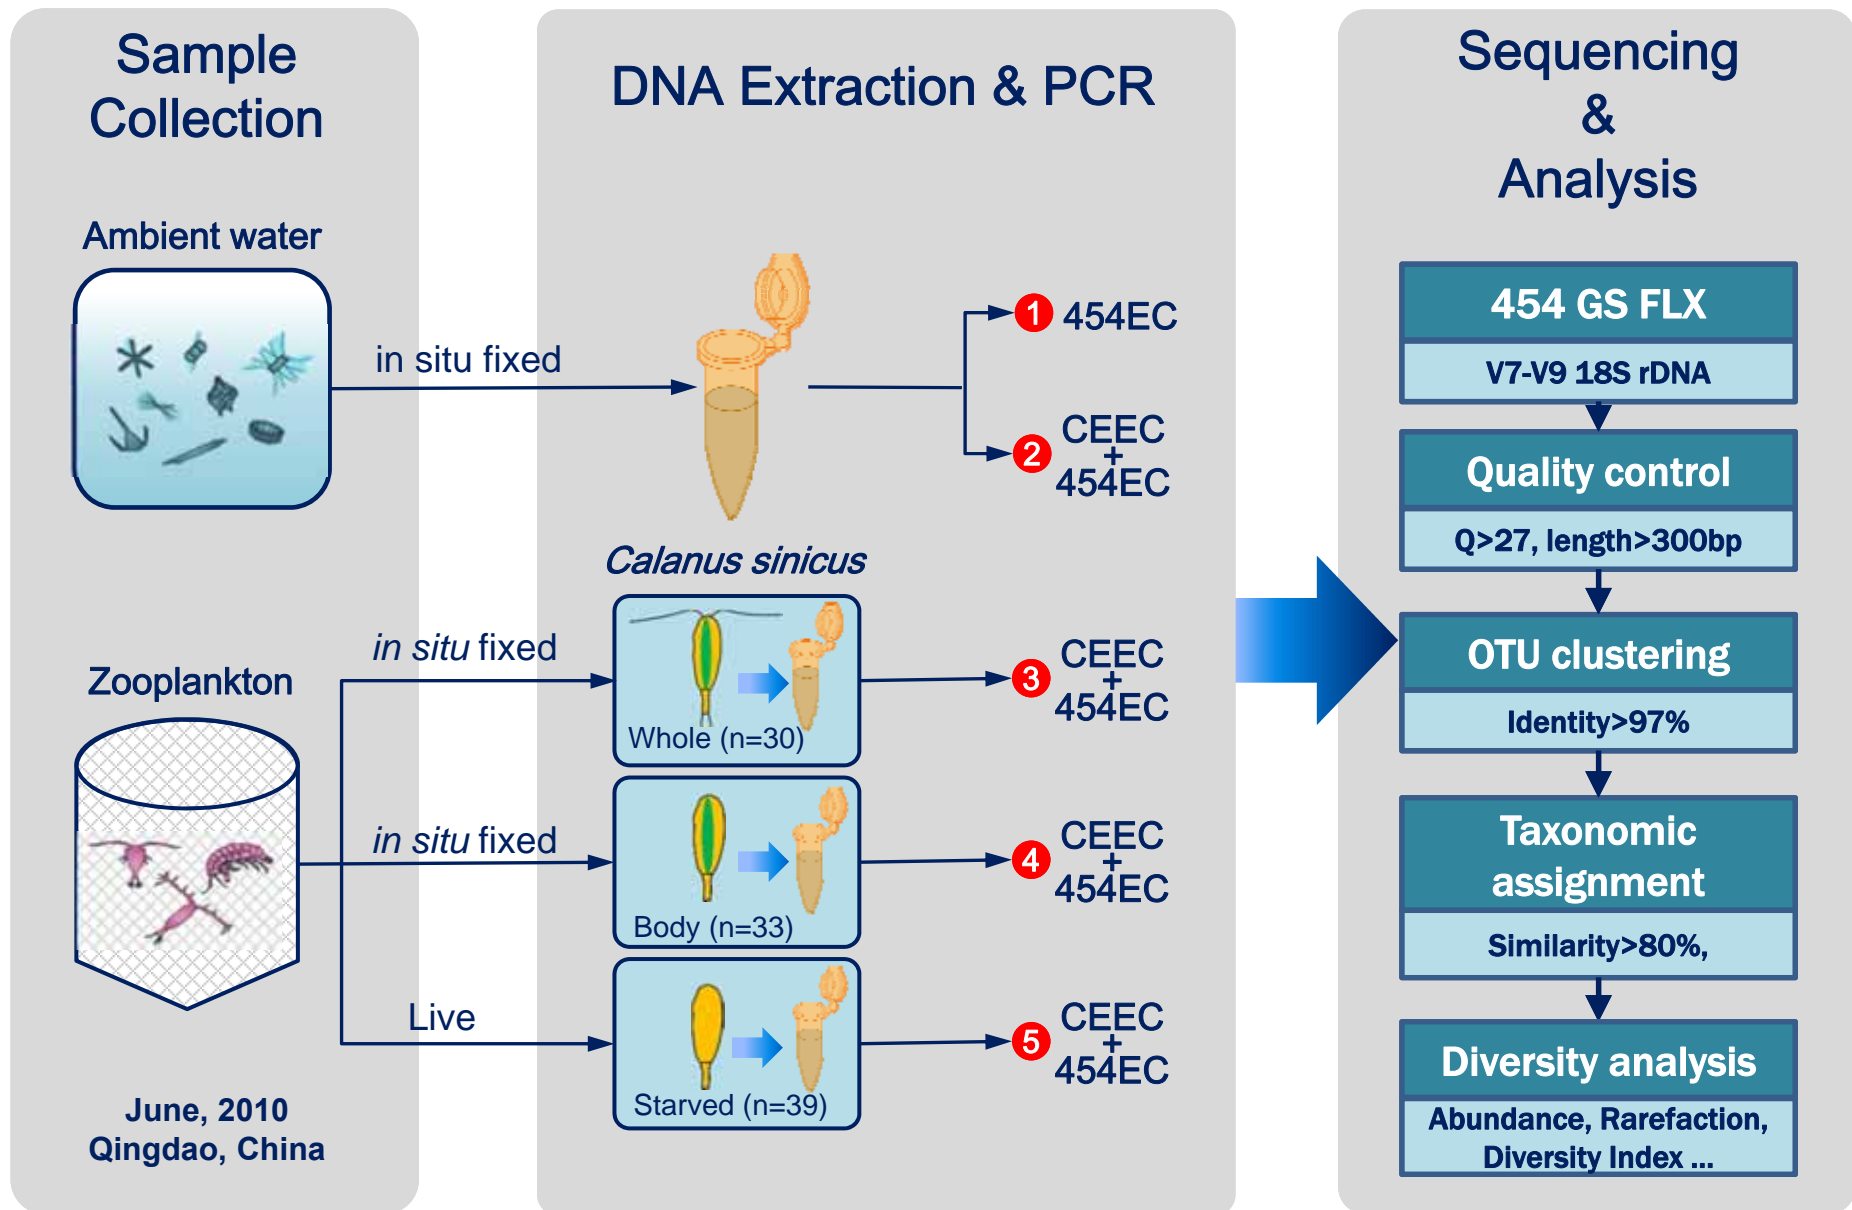 Sample
Collection
Ambient water
in situ fixed
Zooplankton
in situ fixed
in situ fixed
Live
June, 2010
Qingdao, China
DNA Extraction & PCR
1 454EC
2 CEEC
+
454EC
Calanus sinicus
Whole (n=30)
3 CEEC
+
454EC
Body (n=33)
4 CEEC
+
454EC
Starved (n=39)
5 CEEC
+
454EC
Sequencing
&
Analysis
454 GS FLX
V7-V9 18S rDNA
Quality control
Q>27, length>300bp
OTU clustering
Identity>97%
Taxonomic
assignment
Similarity>80%,
Diversity analysis
Abundance, Rarefaction,
Diversity Index ...